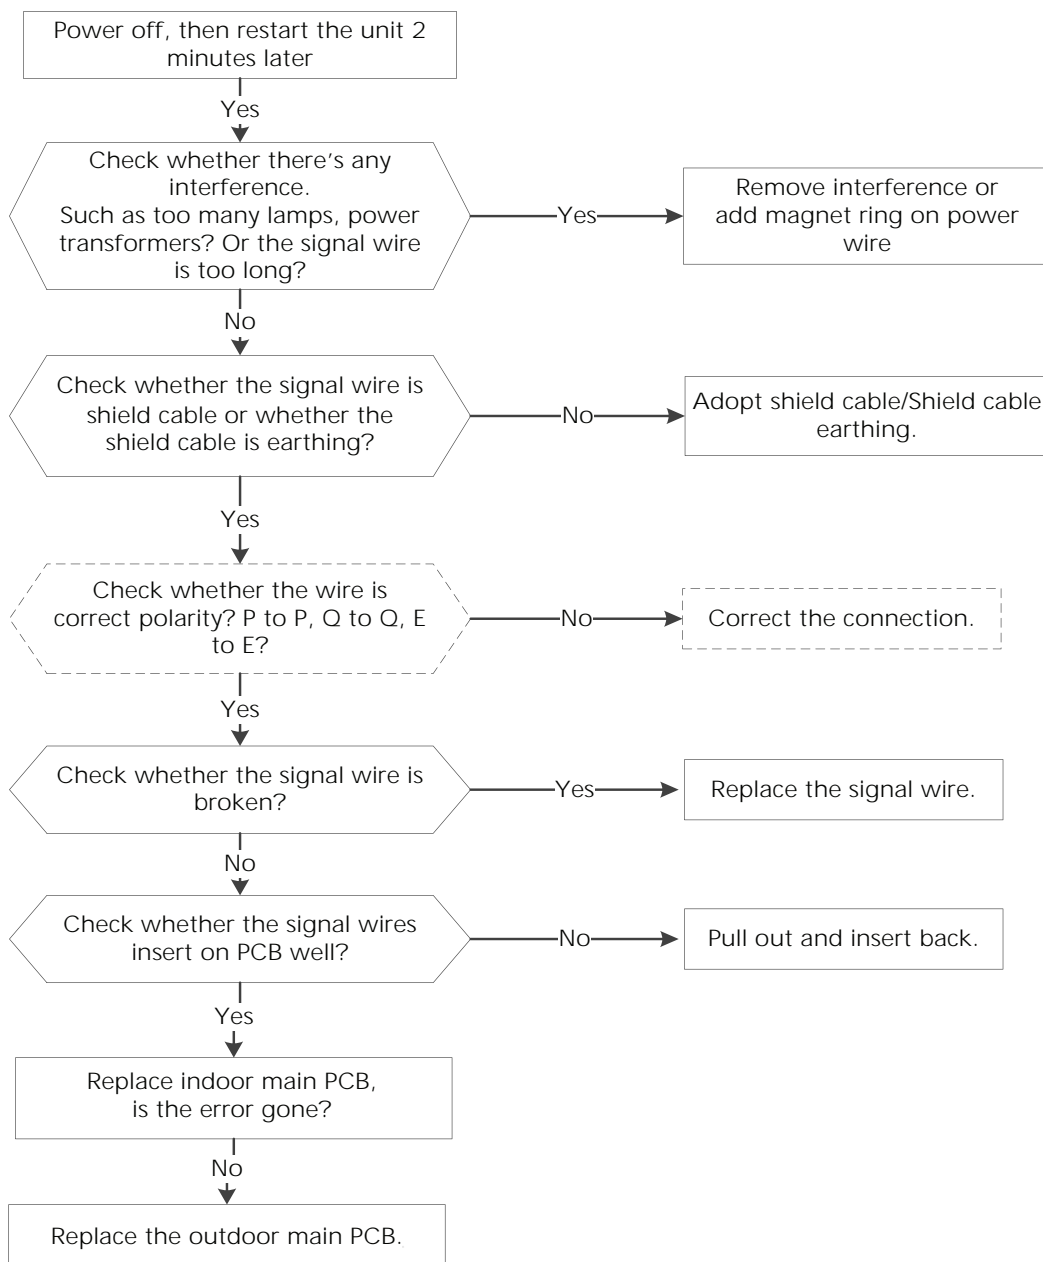 Power off, then restart the unit 2
minutes later
Yes
Check whether there's any
interference.
Such as too many lamps, power
transformers? Or the signal wire
is too long?
Yes
Remove interference or
add magnet ring on power
wire
No
Check whether the signal wire is
shield cable or whether the
shield cable is earthing?
No
Adopt shield cable/Shield cable
earthing.
Yes
Check whether the wire is
correct polarity? P to P, Q to Q, E
to E?
No
Correct the connection.
Yes
Check whether the signal wire is
broken?
Yes
Replace the signal wire.
No
Check whether the signal wires
insert on PCB well?
No
Pull out and insert back.
Yes
Replace indoor main PCB,
is the error gone?
No
Replace the outdoor main PCB.